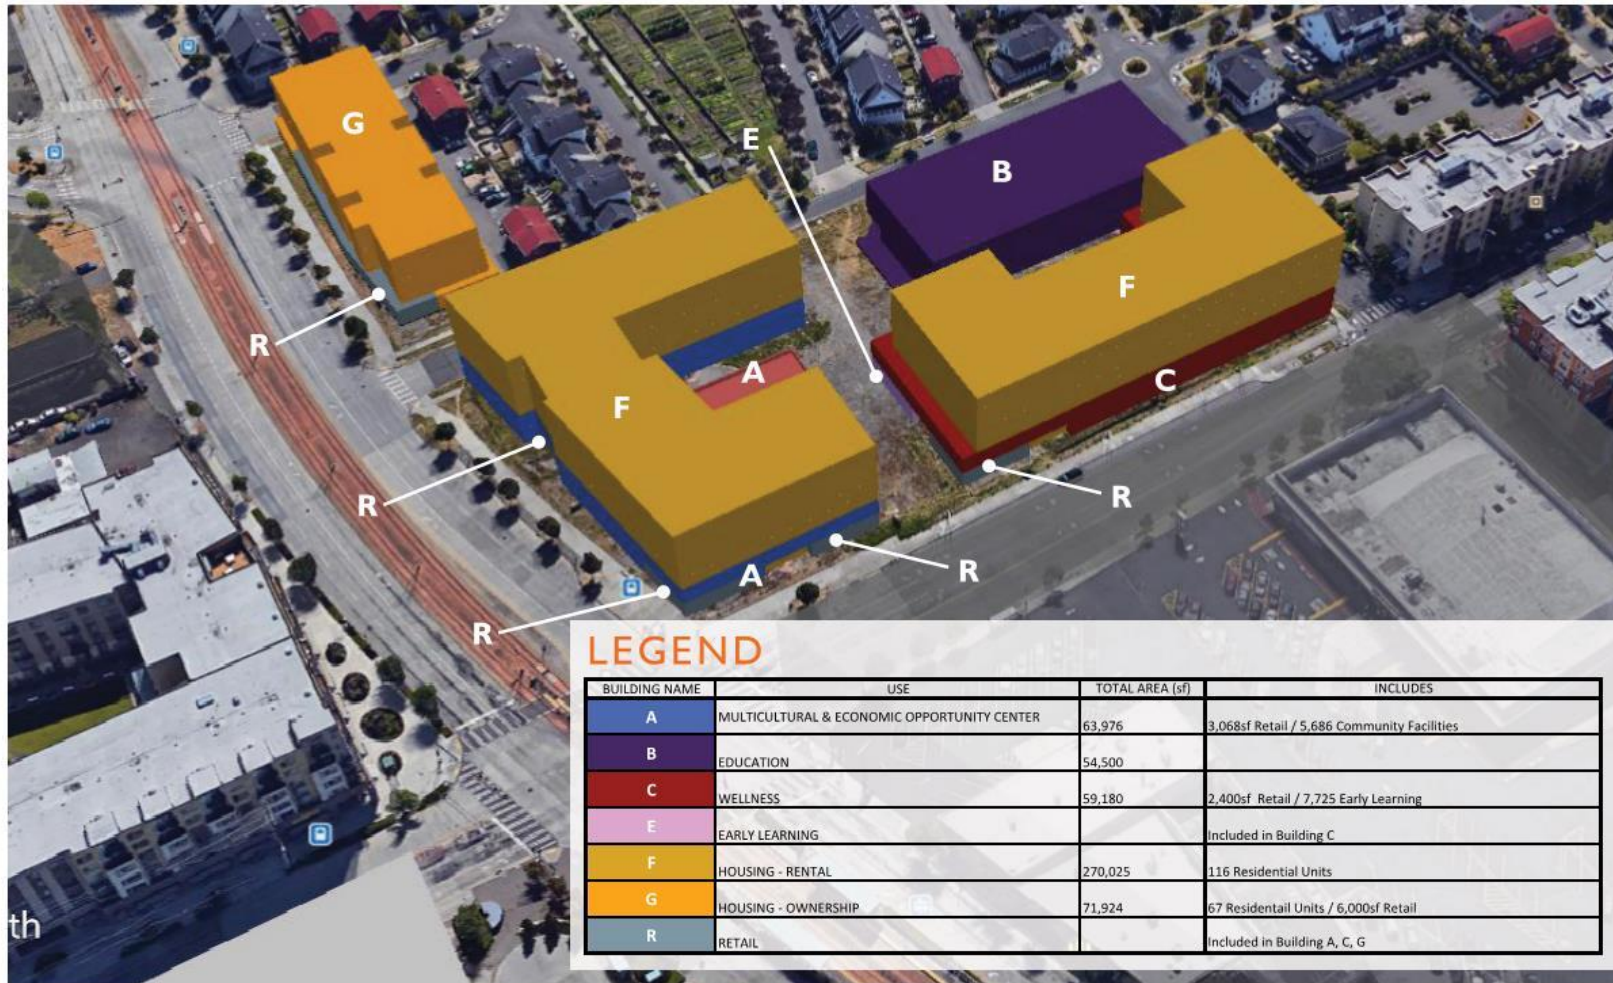 G
E
B
F
R
A
C
F
R
R
A
R
R
LEGEND
BUILDING NAME USE TOTAL AREA (sf) INCLUDES
A MULTICULTURAL & ECONOMIC OPPORTUNITY CENTER 63,976 3,068sf Retail / 5,686 Community Facilities
B EDUCATION 54,500
C WELLNESS 59,180 2,400sf Retail / 7,725 Early Learning
E EARLY LEARNING Included in Building C
F HOUSING - RENTAL 270,025 116 Residential Units
G HOUSING - OWNERSHIP 71,924 67 Residentail Units / 6,000sf Retail
R RETAIL Included in Building A, C, G
th